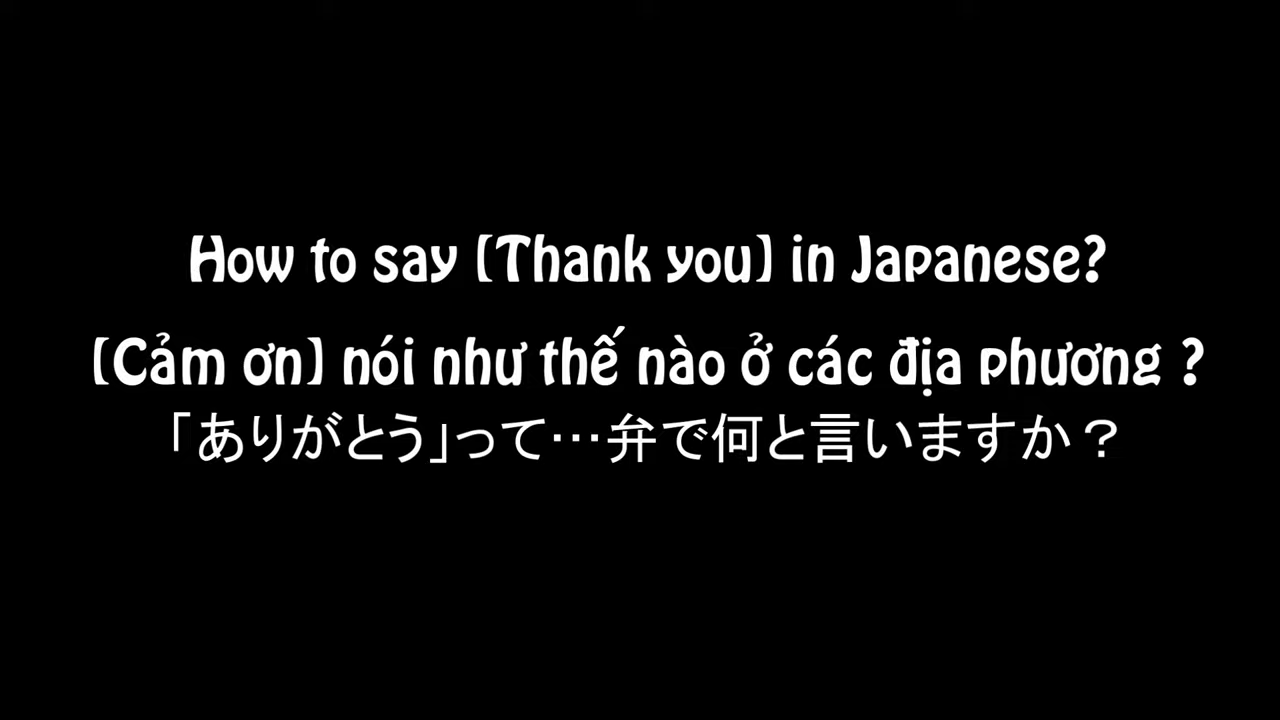 How to say [Thank you] in Japanese?
[Cảm ơn] nói như thế nào ở các địa phương ?
「ありがとう」って…弁で何と言いますか？